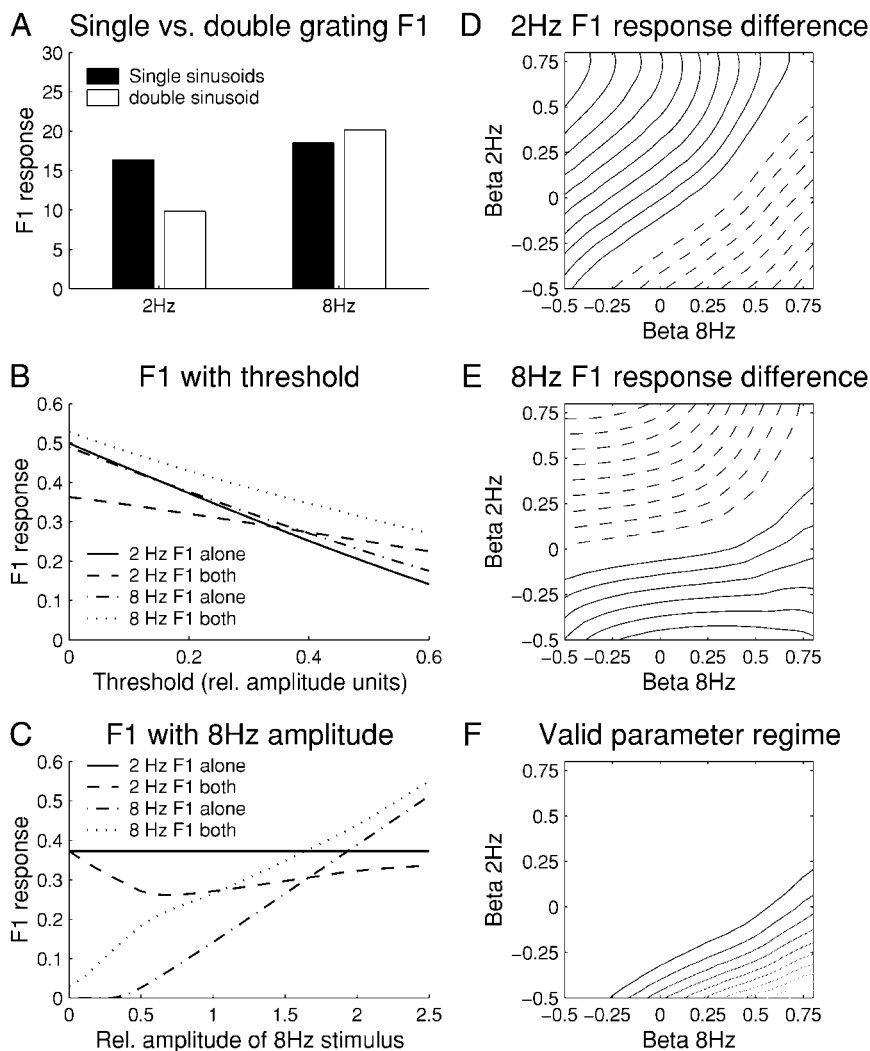 A Single vs. double grating F1
30
25
20
15
10
5
0
F1 response
Single sinusoids
double sinusoid
2Hz 8Hz
B F1 with threshold
0.6
0.5
0.4
0.3
0.2
0.1
0
F1 response
2 Hz F1 alone
2 Hz F1 both
8 Hz F1 alone
8 Hz F1 both
0 0.2 0.4 0.6
Threshold (rel. amplitude units)
C F1 with 8Hz amplitude
0.6
0.5
0.4
0.3
0.2
0.1
0
F1 response
2 Hz F1 alone
2 Hz F1 both
8 Hz F1 alone
8 Hz F1 both
0 0.5 1 1.5 2 2.5
Rel. amplitude of 8Hz stimulus
D 2Hz F1 response difference
0.75
0.5
0.25
0
−0.25
−0.5
Beta 2Hz
−0.5 −0.25 0 0.25 0.5 0.75
Beta 8Hz
E 8Hz F1 response difference
0.75
0.5
0.25
0
−0.25
−0.5
Beta 2Hz
−0.5 −0.25 0 0.25 0.5 0.75
Beta 8Hz
F Valid parameter regime
0.75
0.5
0.25
0
−0.25
−0.5
Beta 2Hz
−0.5 −0.25 0 0.25 0.5 0.75
Beta 8Hz